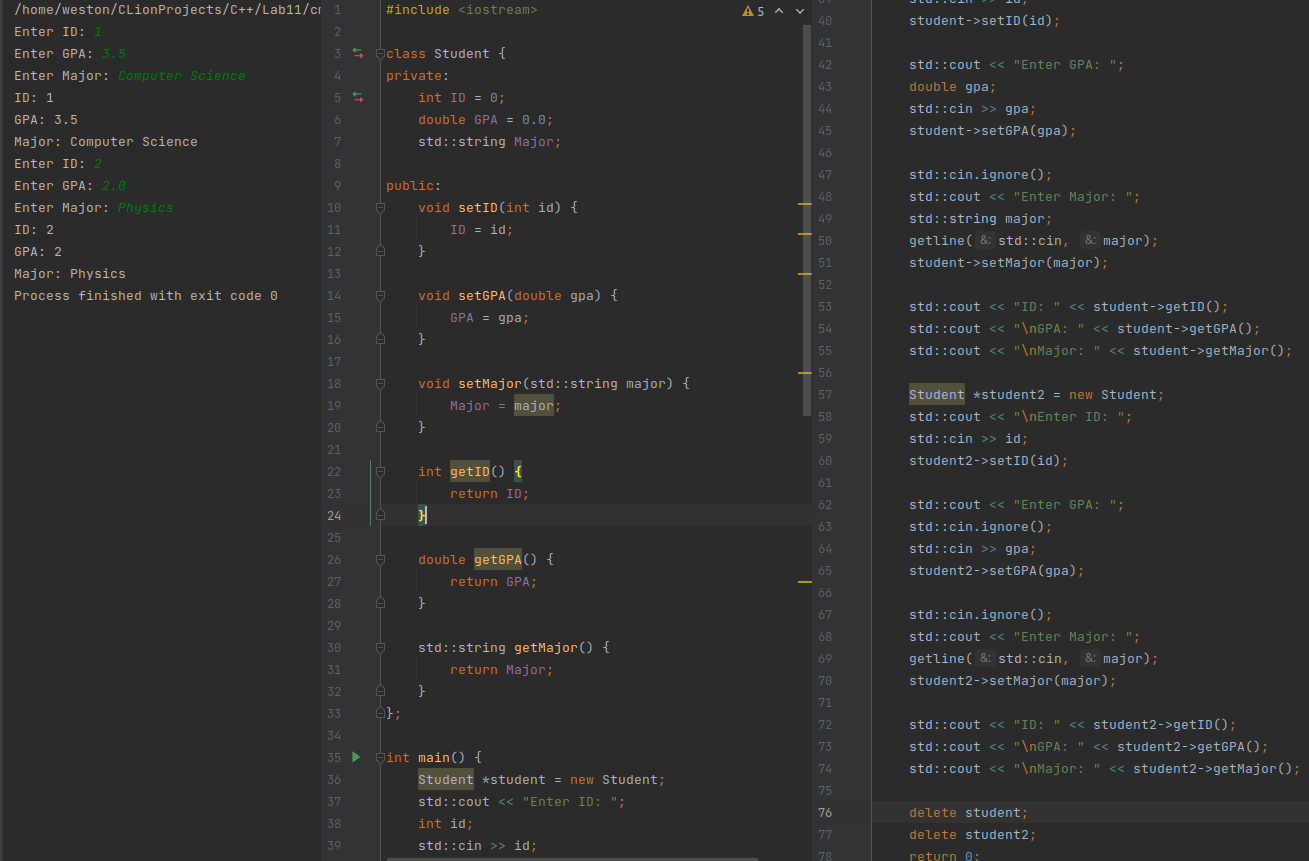 /home/weston/CLionProjects/C++/Lab11/cm
Enter ID: 1
Enter GPA: 3.5
Enter Major: Computer Science
ID: 1
GPA: 3.5
Major: Computer Science
Enter ID: 2
Enter GPA: 2.0
Enter Major: Physics
ID: 2
GPA: 2
Major: Physics
Process finished with exit code 0
5
1 #include <iostream>
2
3 class Student {
4 private:
5     int ID = 0;
6     double GPA = 0.0;
7     std::string Major;
8
9 public:
10     void setID(int id) {
11         ID = id;
12     }
13
14     void setGPA(double gpa) {
15         GPA = gpa;
16     }
17
18     void setMajor(std::string major) {
19         Major = major;
20     }
21
22     int getID() {
23         return ID;
24     }
25
26     double getGPA() {
27         return GPA;
28     }
29
30     std::string getMajor() {
31         return Major;
32     }
33 };
34
35 int main() {
36     Student *student = new Student;
37     std::cout << "Enter ID: ";
38     int id;
39     std::cin >> id;
39 std::cin >> id;
40 student->setID(id);
41
42 std::cout << "Enter GPA: ";
43 double gpa;
44 std::cin >> gpa;
45 student->setGPA(gpa);
46
47 std::cin.ignore();
48 std::cout << "Enter Major: ";
49 std::string major;
50 getline( &: std::cin, &: major);
51 student->setMajor(major);
52
53 std::cout << "ID: " << student->getID();
54 std::cout << "\nGPA: " << student->getGPA();
55 std::cout << "\nMajor: " << student->getMajor();
56
57 Student *student2 = new Student;
58 std::cout << "\nEnter ID: ";
59 std::cin >> id;
60 student2->setID(id);
61
62 std::cout << "Enter GPA: ";
63 std::cin.ignore();
64 std::cin >> gpa;
65 student2->setGPA(gpa);
66
67 std::cin.ignore();
68 std::cout << "Enter Major: ";
69 getline( &: std::cin, &: major);
70 student2->setMajor(major);
71
72 std::cout << "ID: " << student2->getID();
73 std::cout << "\nGPA: " << student2->getGPA();
74 std::cout << "\nMajor: " << student2->getMajor();
75
76 delete student;
77 delete student2;
78 return 0;